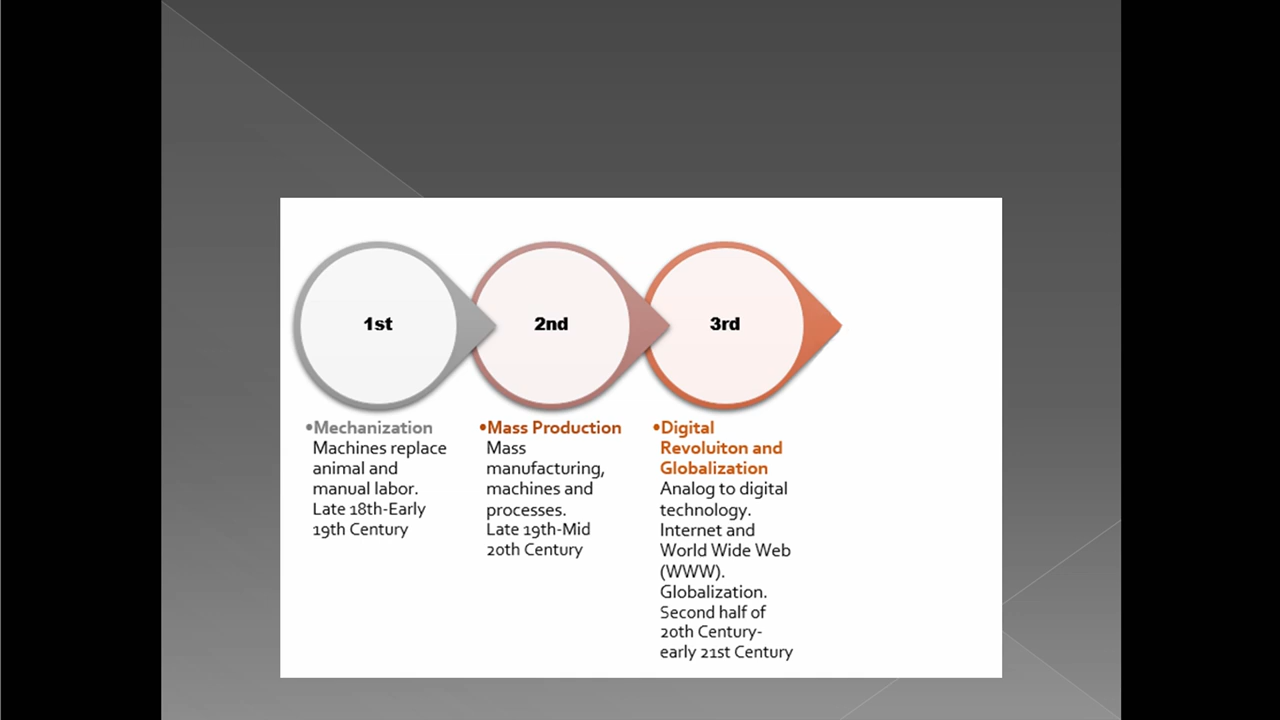 1st
2nd
3rd
•Mechanization
Machines replace
animal and
manual labor.
Late 18th-Early
19th Century
•Mass Production
Mass
manufacturing,
machines and
processes.
Late 19th-Mid
20th Century
•Digital
Revoluiton and
Globalization
Analog to digital
technology.
Internet and
World Wide Web
(WWW).
Globalization.
Second half of
20th Century-
early 21st Century